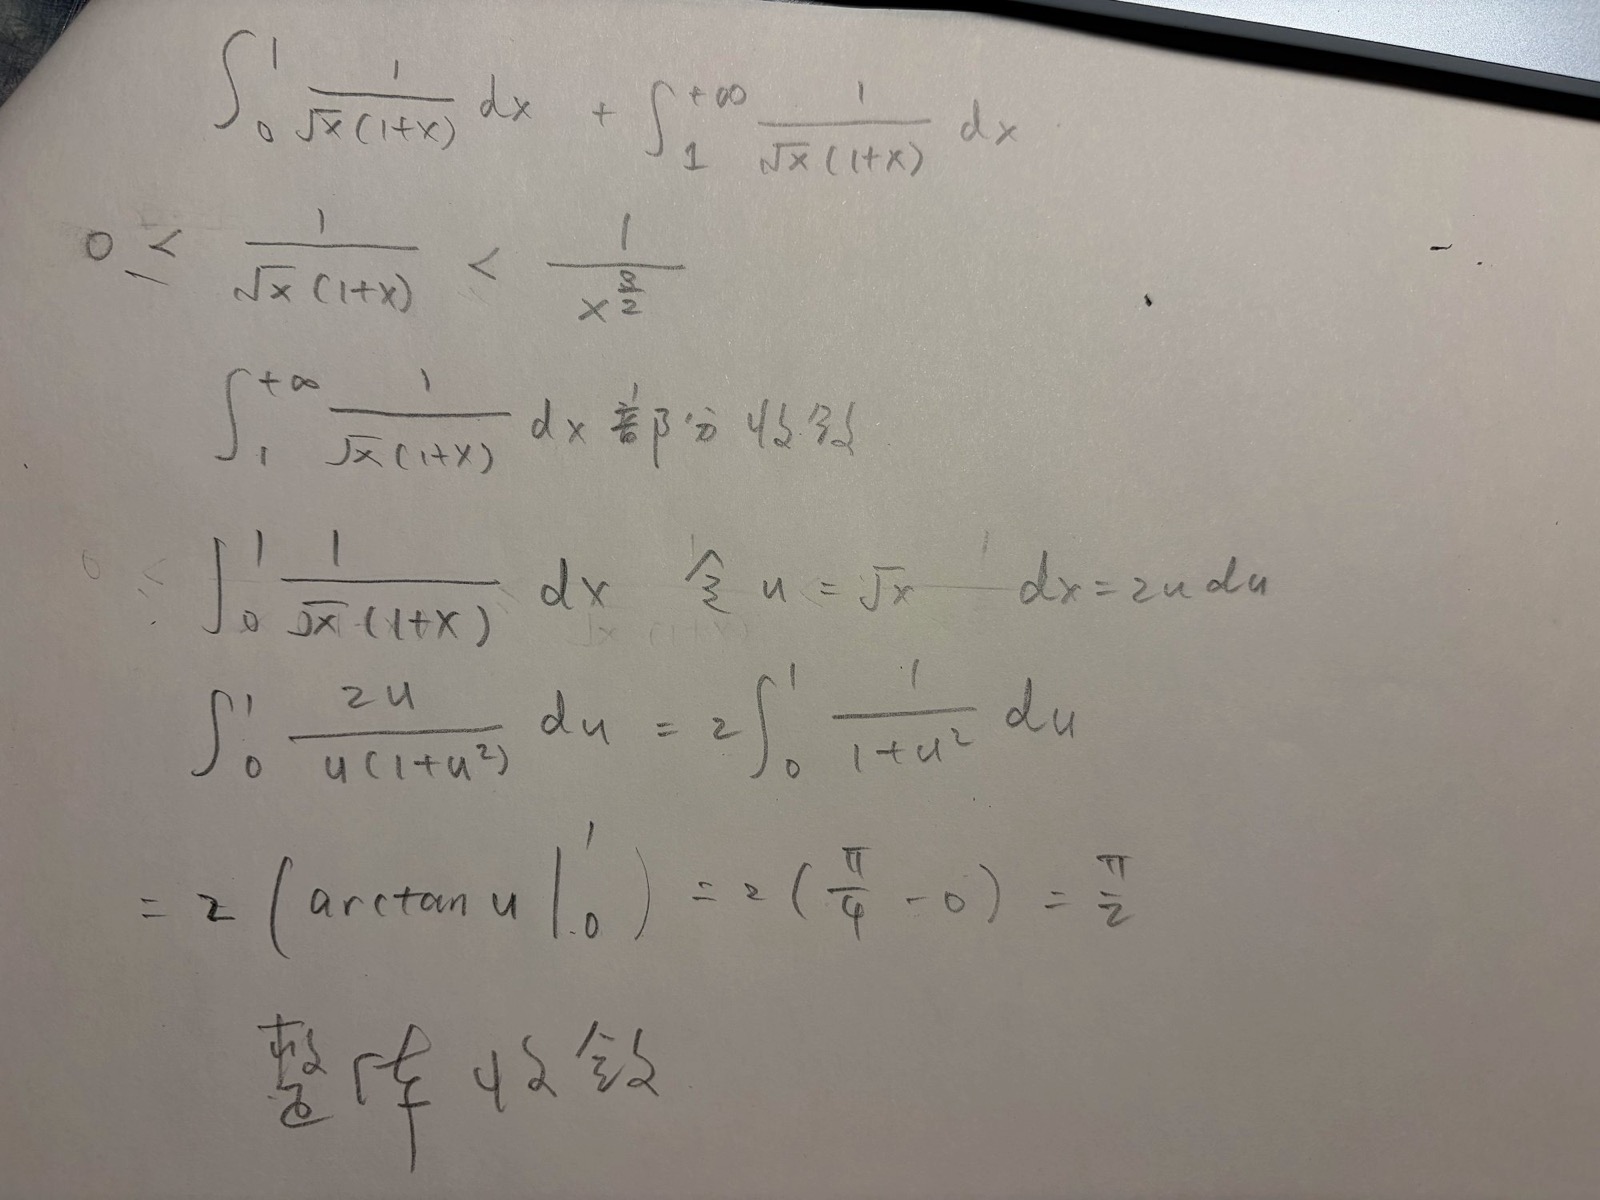 ∫₀¹ 1/(√x(1+x)) dx + ∫₁^{+∞} 1/(√x(1+x)) dx
0 ≤ 1/(√x(1+x)) < 1/x^{3/2}
∫₁^{+∞} 1/(√x(1+x)) dx 部分收敛
∫₀¹ 1/(√x(1+x)) dx 令 u = √x dx = 2u du
∫₀¹ 2u/(u(1+u²)) du = 2∫₀¹ 1/(1+u²) du
= 2(arctan u |₀¹) = 2(π/4 - 0) = π/2
整体收敛